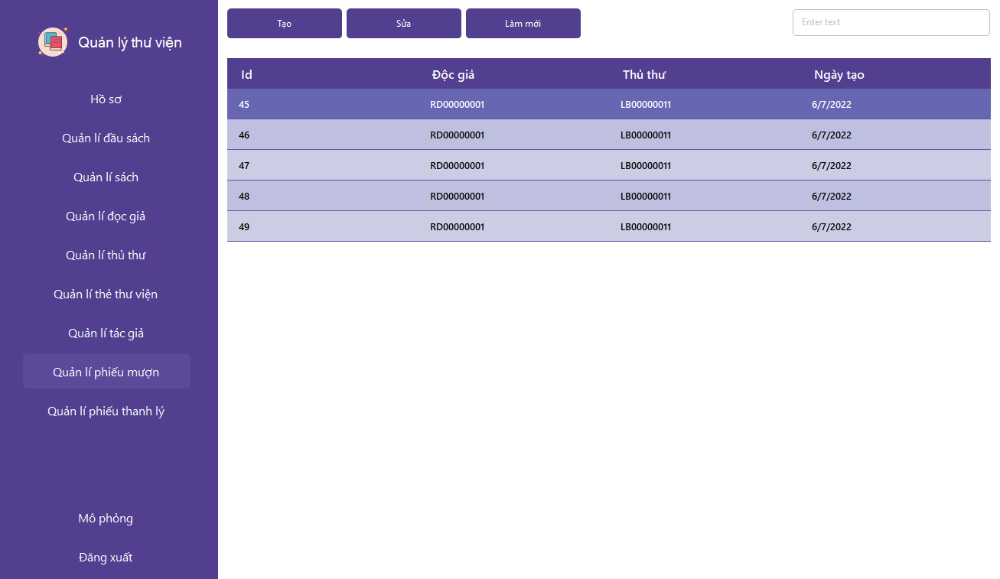 Quản lý thư viện
Hồ sơ
Quản lí đầu sách
Quản lí sách
Quản lí đọc giả
Quản lí thủ thư
Quản lí thẻ thư viện
Quản lí tác giả
Quản lí phiếu mượn
Quản lí phiếu thanh lý
Mô phỏng
Đăng xuất
Tạo Sửa Làm mới Enter text
Id Độc giả Thủ thư Ngày tạo
45 RD00000001 LB00000011 6/7/2022
46 RD00000001 LB00000011 6/7/2022
47 RD00000001 LB00000011 6/7/2022
48 RD00000001 LB00000011 6/7/2022
49 RD00000001 LB00000011 6/7/2022